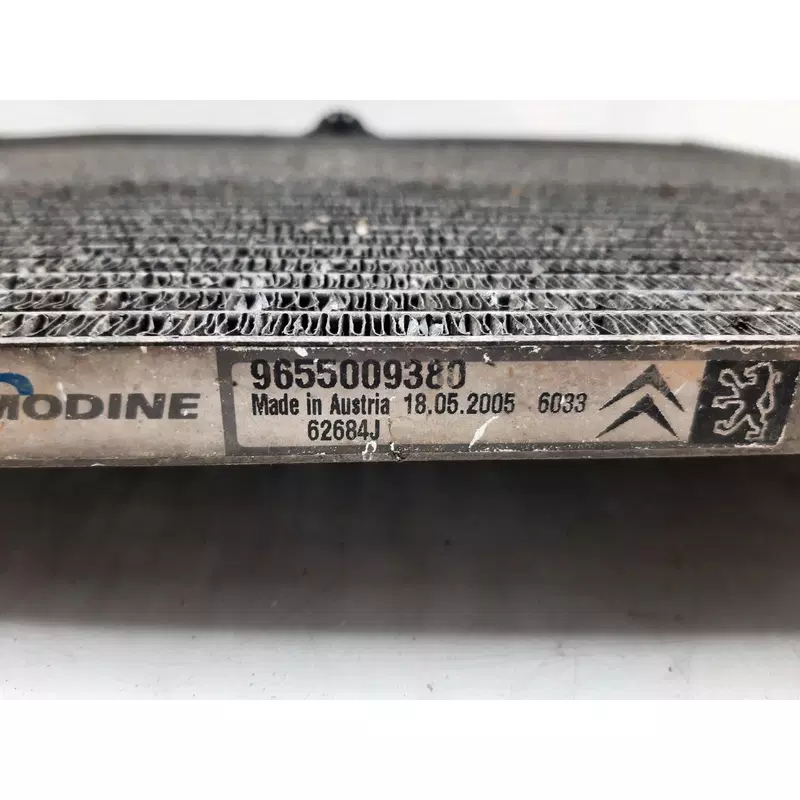 MODINE
9655009380
Made in Austria 18.05.2005 6033
62684J